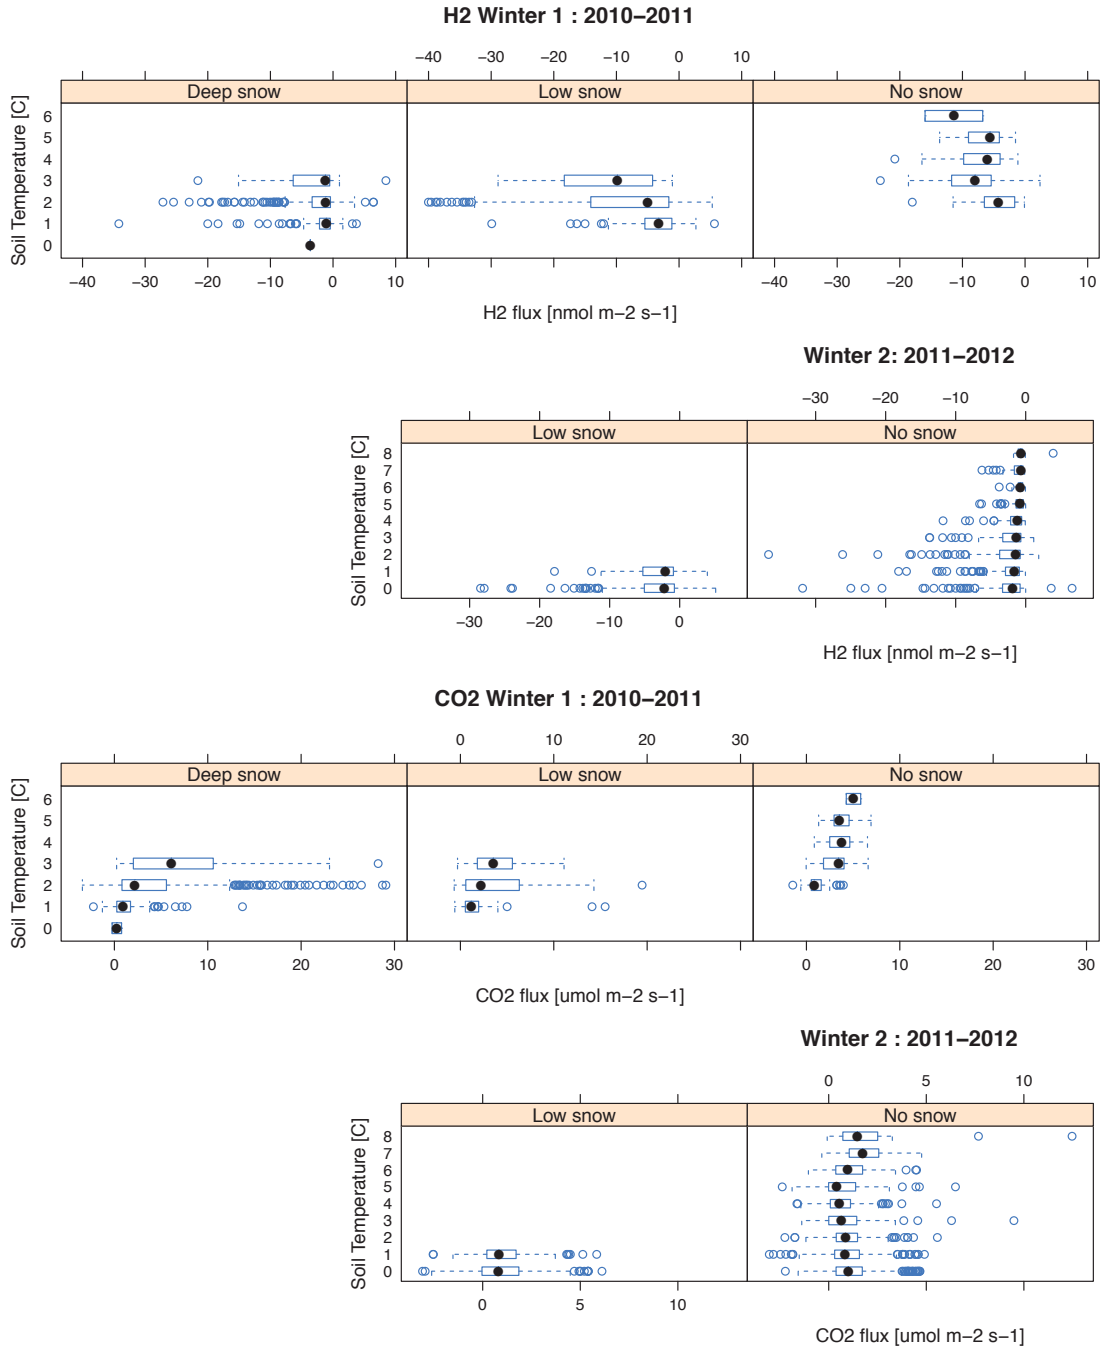 H2 Winter 1 : 2010−2011
−40 −30 −20 −10 0 10
Deep snow Low snow No snow
Soil Temperature [C]
6
5
4
3
2
1
0
−40 −30 −20 −10 0 10 −40 −30 −20 −10 0
H2 flux [nmol m−2 s−1]
Winter 2: 2011−2012
−30 −20 −10 0
Low snow No snow
Soil Temperature [C]
8
7
6
5
4
3
2
1
0
−30 −20 −10 0
H2 flux [nmol m−2 s−1]
CO2 Winter 1 : 2010−2011
0 10 20 30
Deep snow Low snow No snow
Soil Temperature [C]
6
5
4
3
2
1
0
0 10 20 30 0 10 20 30
CO2 flux [umol m−2 s−1]
Winter 2 : 2011−2012
0 5 10
Low snow No snow
Soil Temperature [C]
8
7
6
5
4
3
2
1
0
0 5 10
CO2 flux [umol m−2 s−1]